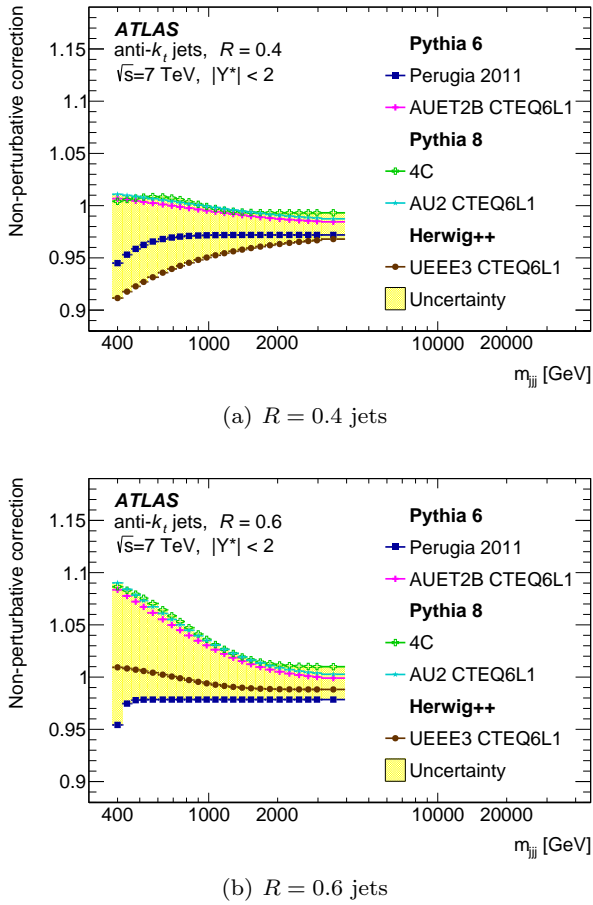 Non-perturbative correction
ATLAS
anti-k_t jets, R = 0.4
√s=7 TeV, |Y*| < 2
Pythia 6
Perugia 2011
AUET2B CTEQ6L1
Pythia 8
4C
AU2 CTEQ6L1
Herwig++
UEEE3 CTEQ6L1
Uncertainty
1.15
1.1
1.05
1
0.95
0.9
400 1000 2000 10000 20000
m_jjj [GeV]
(a) R = 0.4 jets
Non-perturbative correction
ATLAS
anti-k_t jets, R = 0.6
√s=7 TeV, |Y*| < 2
Pythia 6
Perugia 2011
AUET2B CTEQ6L1
Pythia 8
4C
AU2 CTEQ6L1
Herwig++
UEEE3 CTEQ6L1
Uncertainty
1.15
1.1
1.05
1
0.95
0.9
400 1000 2000 10000 20000
m_jjj [GeV]
(b) R = 0.6 jets